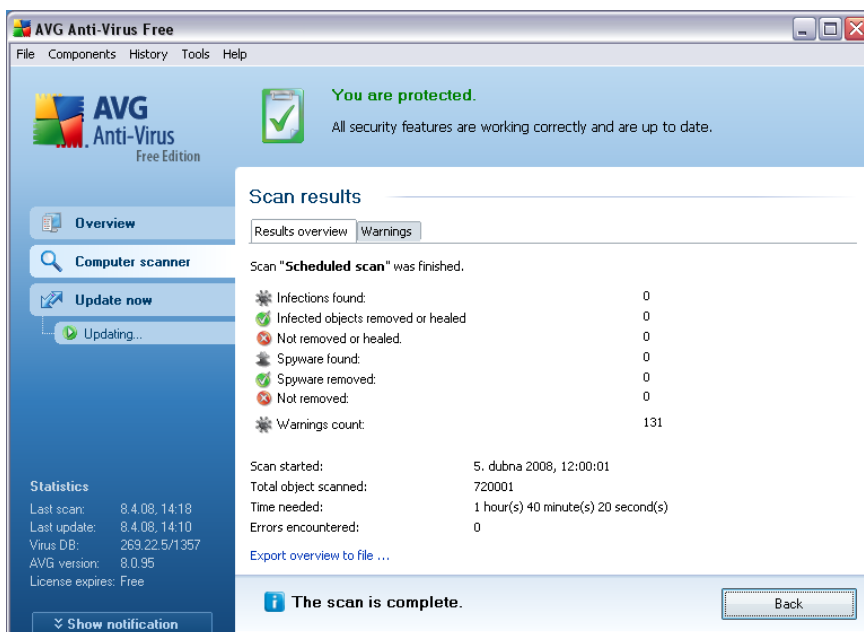 AVG Anti-Virus Free
File Components History Tools Help
AVG
Anti-Virus
Free Edition
You are protected.
All security features are working correctly and are up to date.
Overview
Computer scanner
Update now
Updating...
Scan results
Results overview Warnings
Scan "Scheduled scan" was finished.
Infections found: 0
Infected objects removed or healed 0
Not removed or healed. 0
Spyware found: 0
Spyware removed: 0
Not removed: 0
Warnings count: 131
Scan started: 5. dubna 2008, 12:00:01
Total object scanned: 720001
Time needed: 1 hour(s) 40 minute(s) 20 second(s)
Errors encountered: 0
Export overview to file ...
Statistics
Last scan: 8.4.08, 14:18
Last update: 8.4.08, 14:10
Virus DB: 269.22.5/1357
AVG version: 8.0.95
License expires: Free
Show notification
The scan is complete.
Back